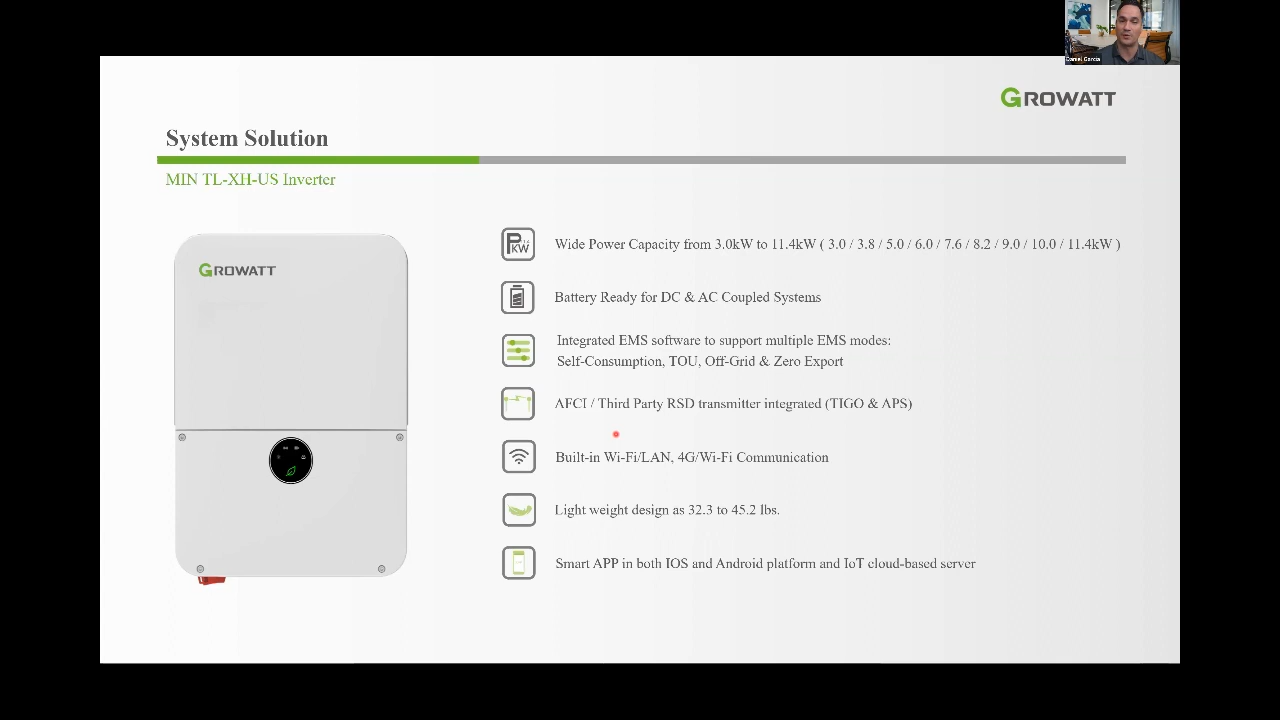 Daniel Garcia
GROWATT
System Solution
MIN TL-XH-US Inverter
GROWATT
PKW
Wide Power Capacity from 3.0kW to 11.4kW ( 3.0 / 3.8 / 5.0 / 6.0 / 7.6 / 8.2 / 9.0 / 10.0 / 11.4kW )
Battery Ready for DC & AC Coupled Systems
Integrated EMS software to support multiple EMS modes:
Self-Consumption, TOU, Off-Grid & Zero Export
AFCI / Third Party RSD transmitter integrated (TIGO & APS)
Built-in Wi-Fi/LAN, 4G/Wi-Fi Communication
Light weight design as 32.3 to 45.2 lbs.
Smart APP in both IOS and Android platform and IoT cloud-based server